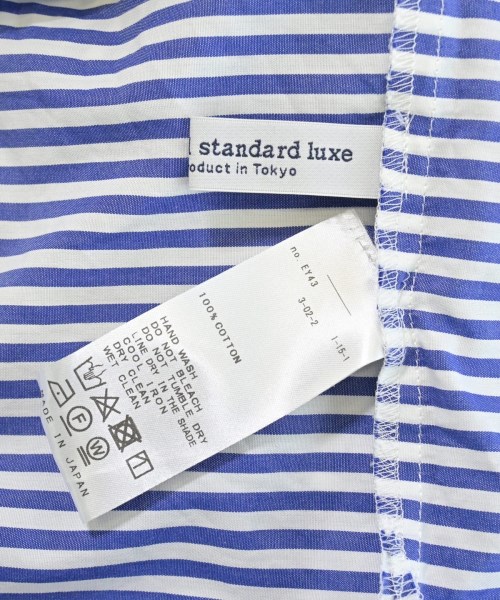 l standard luxe
roduct in Tokyo
no. EY43
3-02-2
1-15-1
100% COTTON
HAND WASH
DO NOT BLEACH
DO NOT TUMBLE DRY
LINE DRY IN THE SHADE
COOL IRON
DRY CLEAN
WET CLEAN
F
W
MADE IN JAPAN